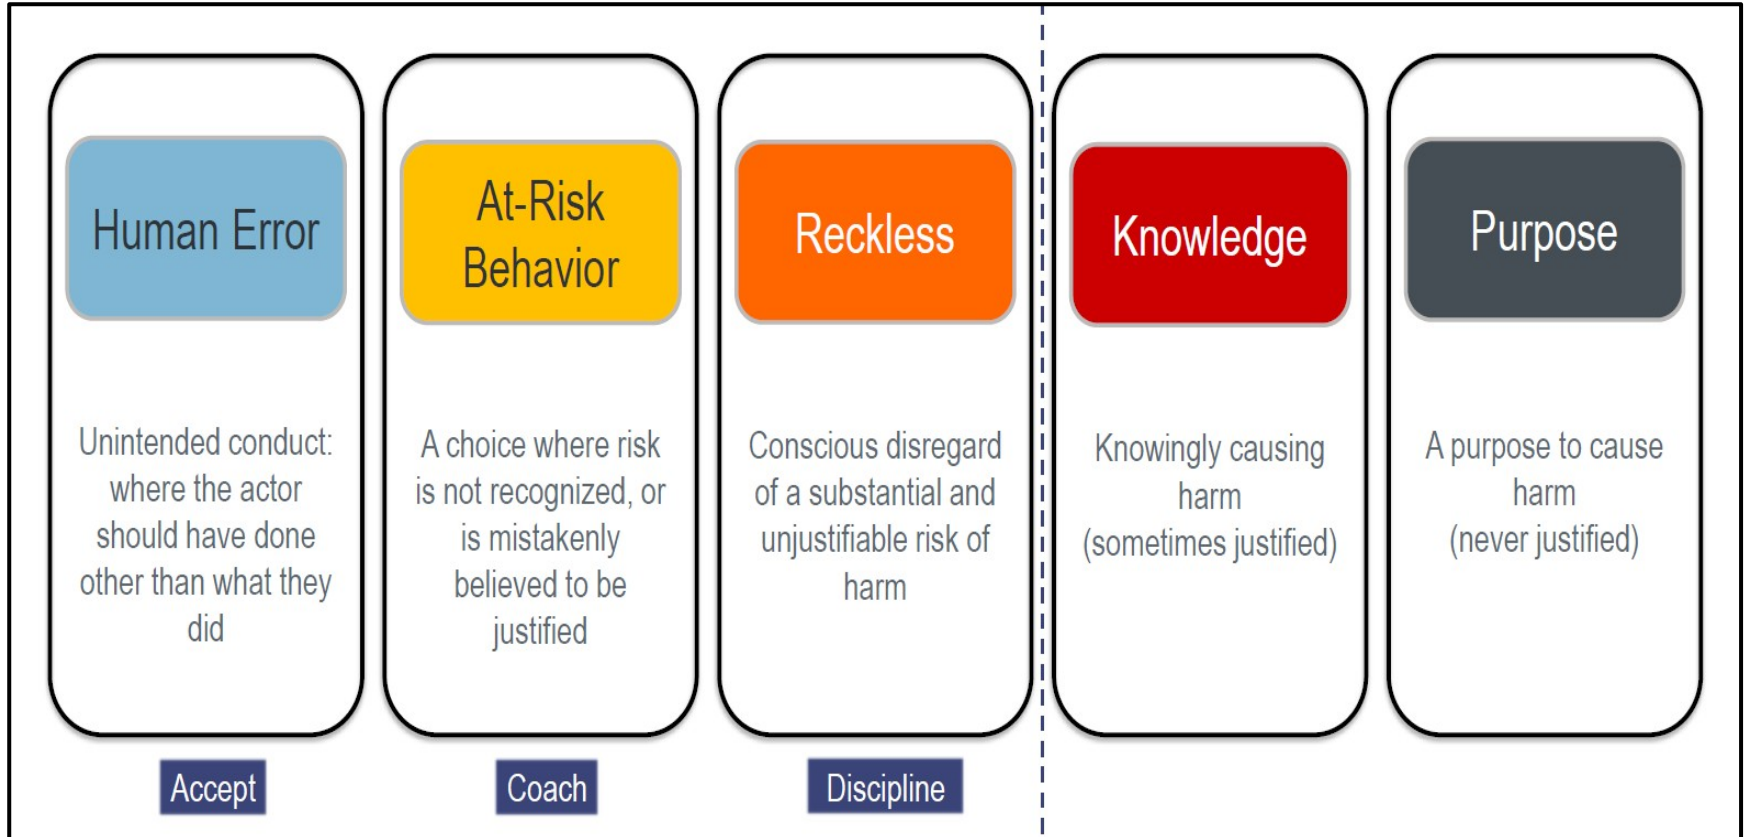 Human Error
Unintended conduct:
where the actor
should have done
other than what they
did
Accept
At-Risk
Behavior
A choice where risk
is not recognized, or
is mistakenly
believed to be
justified
Coach
Reckless
Conscious disregard
of a substantial and
unjustifiable risk of
harm
Discipline
Knowledge
Knowingly causing
harm
(sometimes justified)
Purpose
A purpose to cause
harm
(never justified)